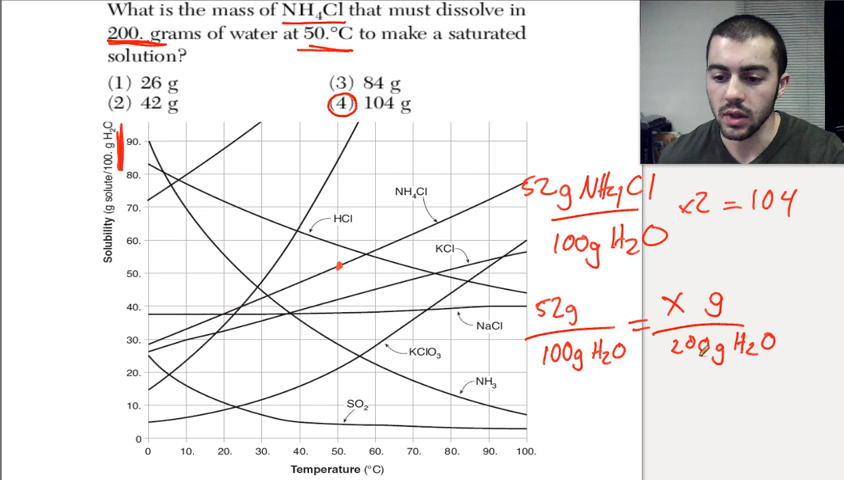 What is the mass of NH4Cl that must dissolve in
200. grams of water at 50.°C to make a saturated
solution?
(1) 26 g (3) 84 g
(2) 42 g (4) 104 g
Solubility (g solute/100. g H2O
90.
80.
70.
60.
50.
40.
30.
20.
10.
0
NH4Cl
HCl
KCl
NaCl
KClO3
NH3
SO2
0 10. 20. 30. 40. 50. 60. 70. 80. 90. 100.
Temperature (°C)
52g NH4Cl
100g H2O
x2 = 104
52g = x g
100g H2O 200g H2O